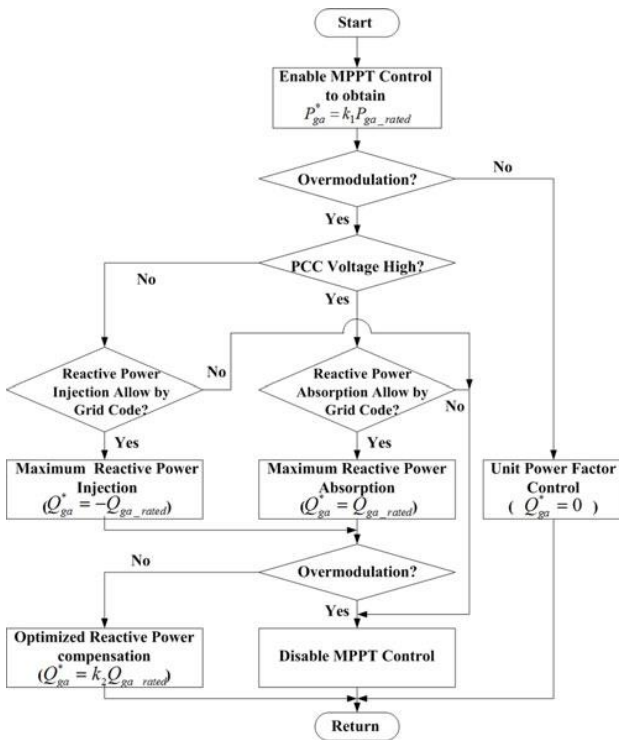 Start
Enable MPPT Control
to obtain
P*ga = k1Pga_rated
Overmodulation?
No
Yes
PCC Voltage High?
No
Yes
Reactive Power
Injection Allow by
Grid Code?
No
Reactive Power
Absorption Allow by
Grid Code?
No
Yes
Yes
Maximum Reactive Power
Injection
(Q*ga = -Qga_rated)
Maximum Reactive Power
Absorption
(Q*ga = Qga_rated)
Unit Power Factor
Control
( Q*ga = 0 )
Overmodulation?
No
Yes
Optimized Reactive Power
compensation
(Q*ga = k2Qga_rated)
Disable MPPT Control
Return